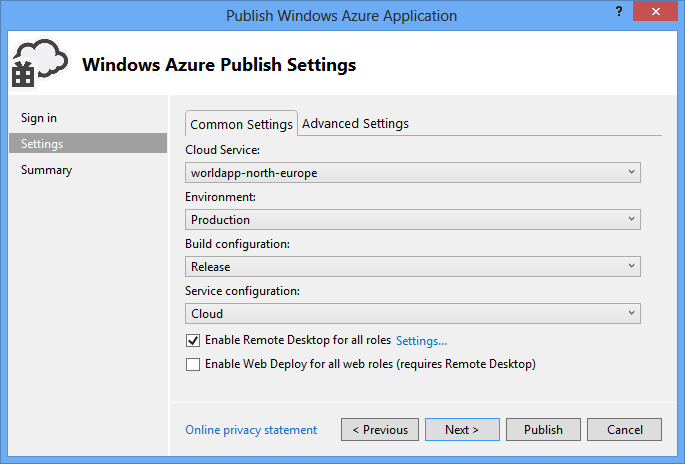 Publish Windows Azure Application
?
Windows Azure Publish Settings
Sign in
Settings
Summary
Common Settings
Advanced Settings
Cloud Service:
worldapp-north-europe
Environment:
Production
Build configuration:
Release
Service configuration:
Cloud
Enable Remote Desktop for all roles Settings...
Enable Web Deploy for all web roles (requires Remote Desktop)
Online privacy statement
< Previous
Next >
Publish
Cancel